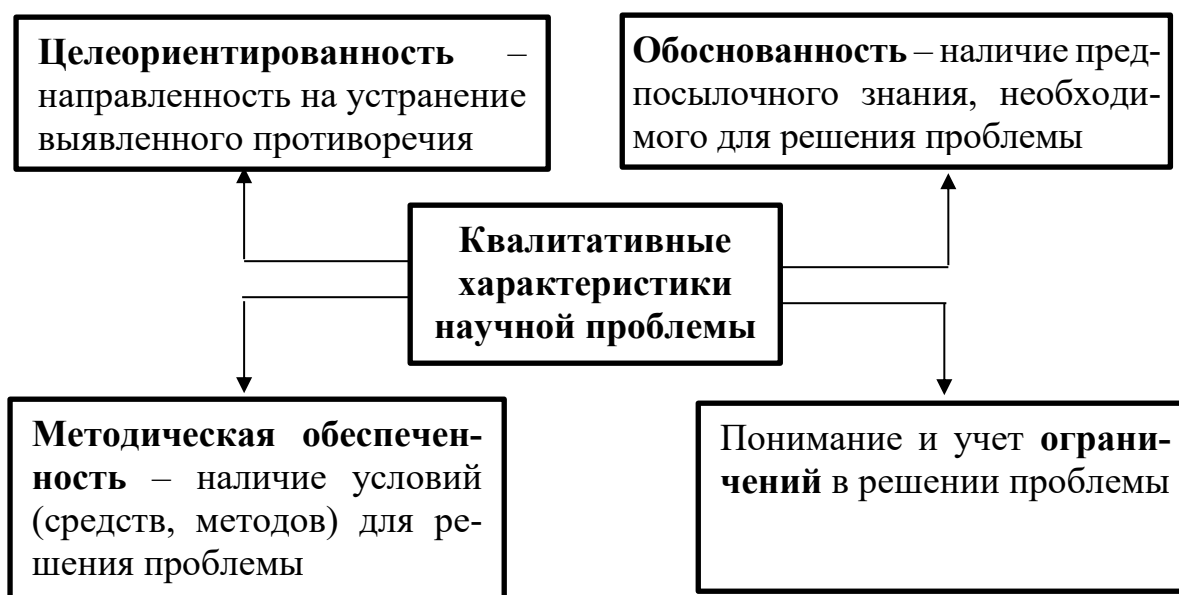 Целеориентированность –
направленность на устранение
выявленного противоречия
Обоснованность – наличие пред-
посылочного знания, необходи-
мого для решения проблемы
Квалитативные
характеристики
научной проблемы
Методическая обеспечен-
ность – наличие условий
(средств, методов) для ре-
шения проблемы
Понимание и учет ограни-
чений в решении проблемы